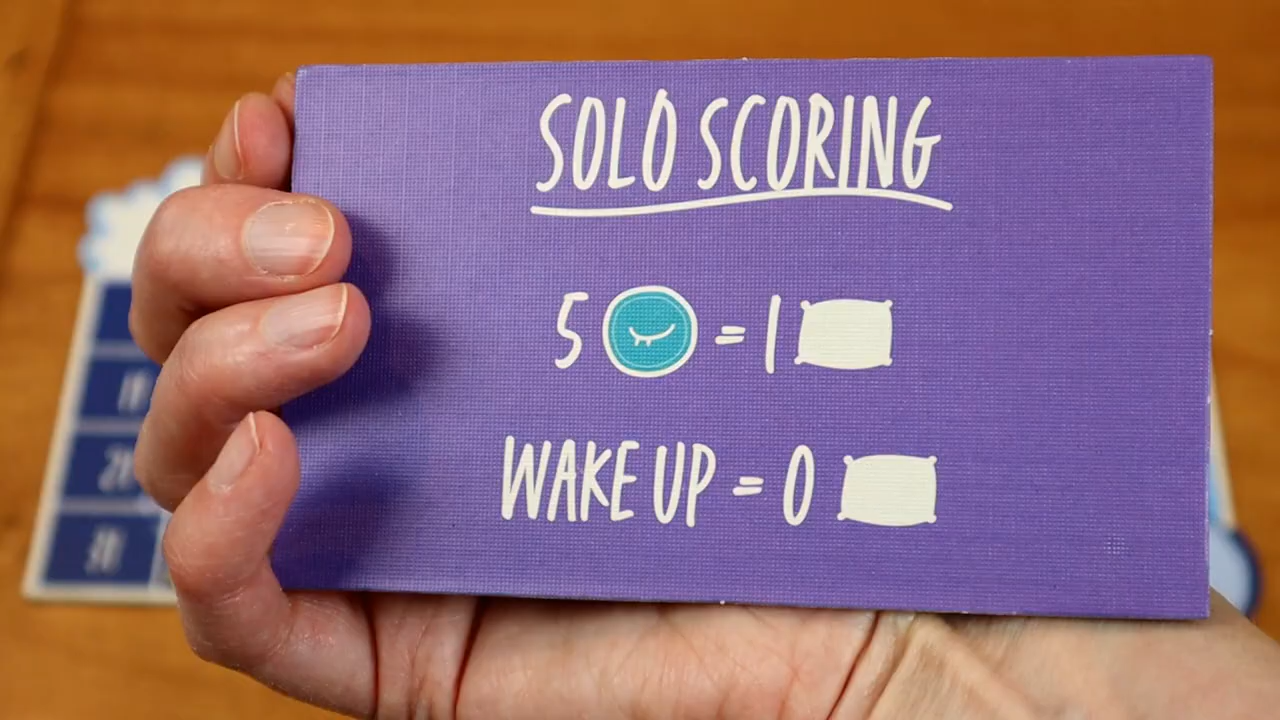 SOLO SCORING
5 = 1
WAKE UP = 0